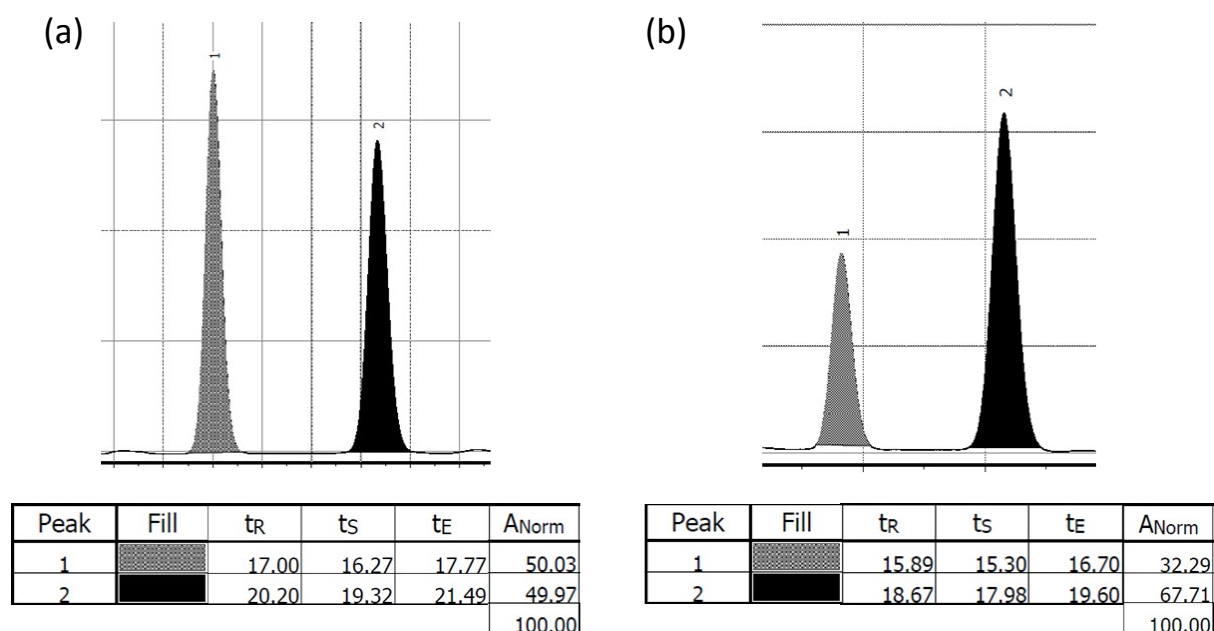 (a)
1
2
Peak Fill tR tS tE ANorm
1 17.00 16.27 17.77 50.03
2 20.20 19.32 21.49 49.97
100.00
(b)
1
2
Peak Fill tR tS tE ANorm
1 15.89 15.30 16.70 32.29
2 18.67 17.98 19.60 67.71
100.00